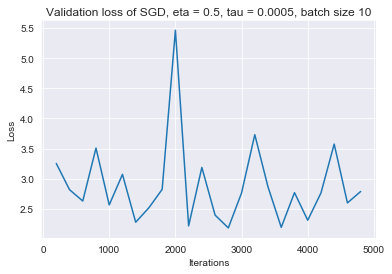 Validation loss of SGD, eta = 0.5, tau = 0.0005, batch size 10
5.5
5.0
4.5
4.0
3.5
3.0
2.5
Loss
0 1000 2000 3000 4000 5000
Iterations